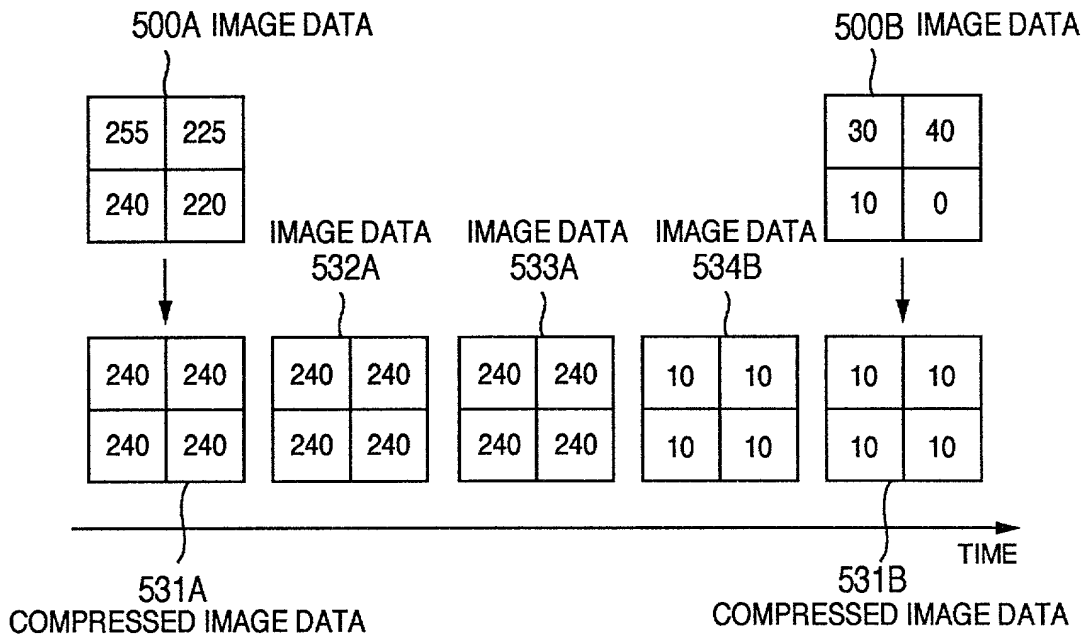 500A IMAGE DATA
500B IMAGE DATA
255 225
240 220
30 40
10 0
IMAGE DATA
532A
IMAGE DATA
533A
IMAGE DATA
534B
240 240
240 240
240 240
240 240
240 240
240 240
10 10
10 10
10 10
10 10
TIME
531A
COMPRESSED IMAGE DATA
531B
COMPRESSED IMAGE DATA